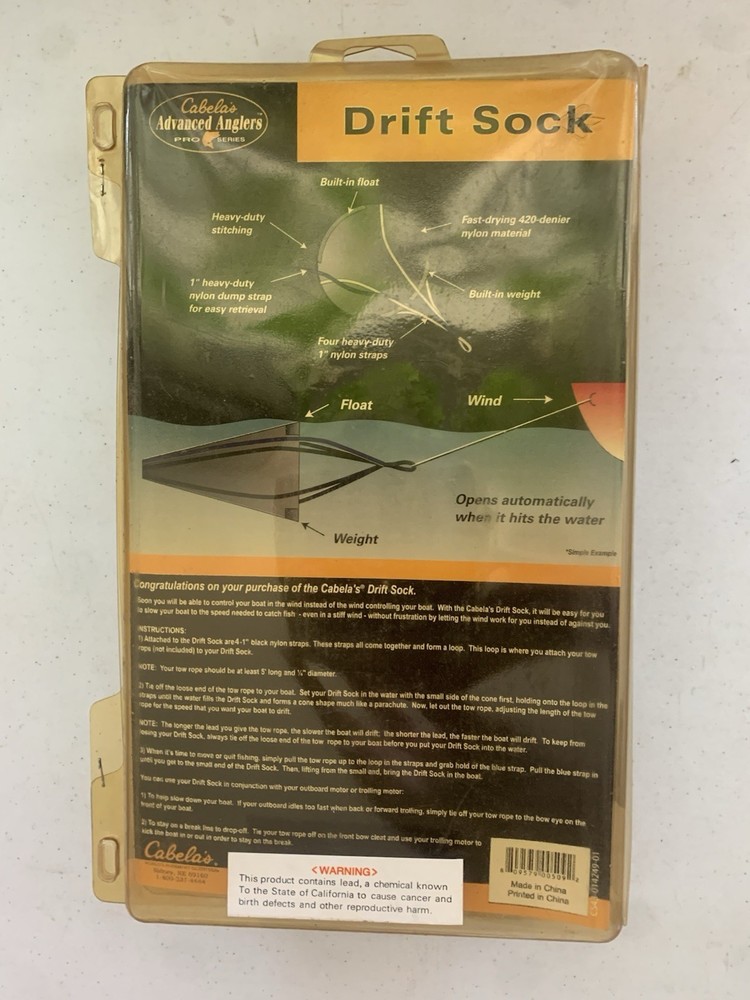 Cabela's
Advanced Anglers
PRO SERIES
Drift Sock
Built-in float
Heavy-duty
stitching
Fast-drying 420-denier
nylon material
1" heavy-duty
nylon dump strap
for easy retrieval
Built-in weight
Four heavy-duty
1" nylon straps
Float
Wind
Opens automatically
when it hits the water
Weight
*Simple Example
Congratulations on your purchase of the Cabela's® Drift Sock.
Soon you will be able to control your boat in the wind instead of the wind controlling your boat. With the Cabela's Drift Sock, it will be easy for you
to slow your boat to the speed needed to catch fish - even in a stiff wind - without frustration by letting the wind work for you instead of against you.
INSTRUCTIONS:
1) Attached to the Drift Sock are4-1" black nylon straps. These straps all come together and form a loop. This loop is where you attach your tow
rope (not included) to your Drift Sock.
NOTE: Your tow rope should be at least 5' long and ¼" diameter.
2) Tie off the loose end of the tow rope to your boat. Set your Drift Sock in the water with the small side of the cone first, holding onto the loop in the
straps until the water fills the Drift Sock and forms a cone shape much like a parachute. Now, let out the tow rope, adjusting the length of the tow
rope for the speed that you want your boat to drift.
NOTE: The longer the lead you give the tow rope, the slower the boat will drift; the shorter the lead, the faster the boat will drift. To keep from
losing your Drift Sock, always tie off the loose end of the tow rope to your boat before you put your Drift Sock into the water.
3) When it's time to move or quit fishing, simply pull the tow rope up to the loop in the straps and grab hold of the blue strap. Pull the blue strap in
until you get to the small end of the Drift Sock. Then, lifting from the small end, bring the Drift Sock in the boat.
You can use your Drift Sock in conjunction with your outboard motor or trolling motor:
1) To help slow down your boat. If your outboard idles too fast when back or forward trolling, simply tie off your tow rope to the bow eye on the
front of your boat.
2) To stay on a break line to drop-off. Tie your tow rope off on the front bow cleat and use your trolling motor to
kick the boat in or out in order to stay on the break.
Cabela's®
<WARNING>
This product contains lead, a chemical known
To the State of California to cause cancer and
birth defects and other reproductive harm.
Made in China
Printed in China